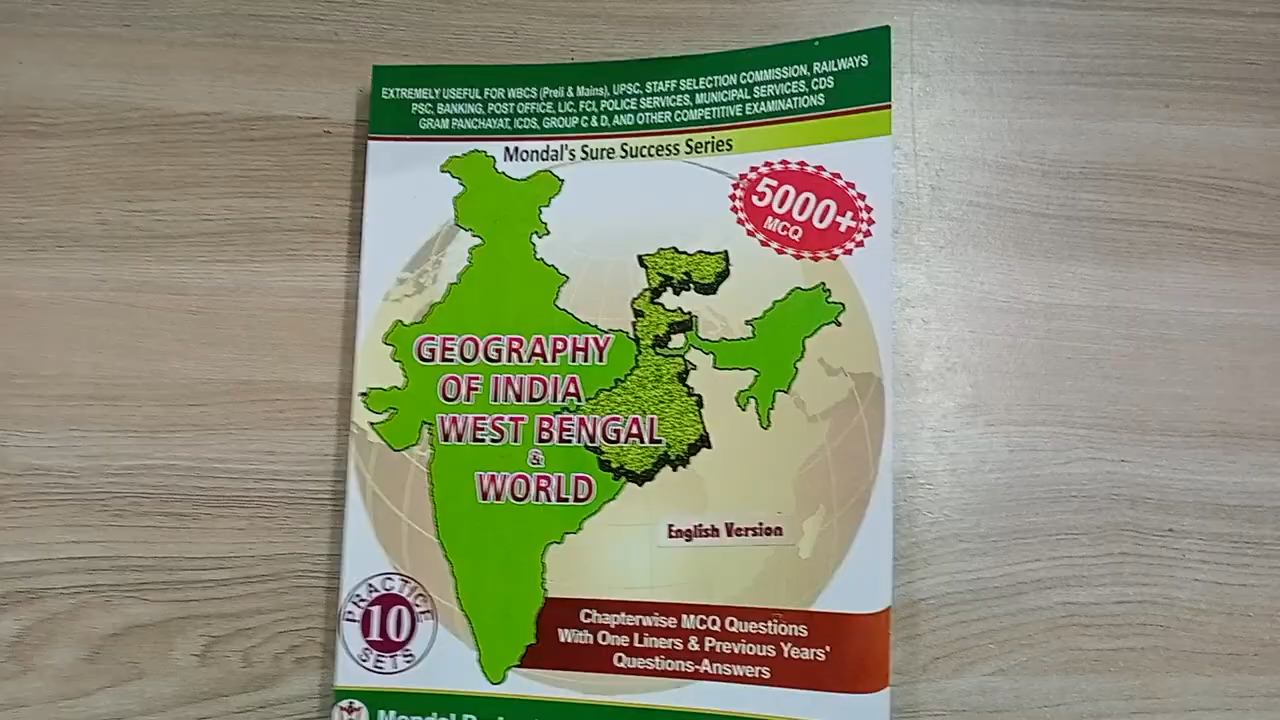 EXTREMELY USEFUL FOR WBCS (Preli & Mains), UPSC, STAFF SELECTION COMMISSION, RAILWAYS
PSC, BANKING, POST OFFICE, LIC, FCI, POLICE SERVICES, MUNICIPAL SERVICES, CDS
GRAM PANCHAYAT, ICDS, GROUP C & D, AND OTHER COMPETITIVE EXAMINATIONS
Mondal's Sure Success Series
5000+
MCQ
GEOGRAPHY
OF INDIA
WEST BENGAL
&
WORLD
English Version
PRACTICE
10
SETS
Chapterwise MCQ Questions
With One Liners & Previous Years'
Questions-Answers
Mondal